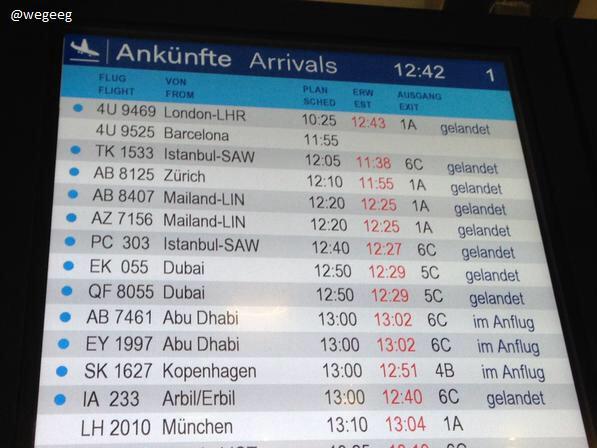 @wegeeg
Ankünfte Arrivals 12:42 1
FLUG VON PLAN ERW AUSGANG
FLIGHT FROM SCHED EST EXIT
4U 9469 London-LHR 10:25 12:43 1A gelandet
4U 9525 Barcelona 11:55
TK 1533 Istanbul-SAW 12:05 11:38 6C gelandet
AB 8125 Zürich 12:10 11:55 1A gelandet
AB 8407 Mailand-LIN 12:20 12:25 1A gelandet
AZ 7156 Mailand-LIN 12:20 12:25 1A gelandet
PC 303 Istanbul-SAW 12:40 12:27 6C gelandet
EK 055 Dubai 12:50 12:29 5C gelandet
QF 8055 Dubai 12:50 12:29 5C gelandet
AB 7461 Abu Dhabi 13:00 13:02 6C im Anflug
EY 1997 Abu Dhabi 13:00 13:02 6C im Anflug
SK 1627 Kopenhagen 13:00 12:51 4B im Anflug
IA 233 Arbil/Erbil 13:00 12:40 6C gelandet
LH 2010 München 13:10 13:04 1A